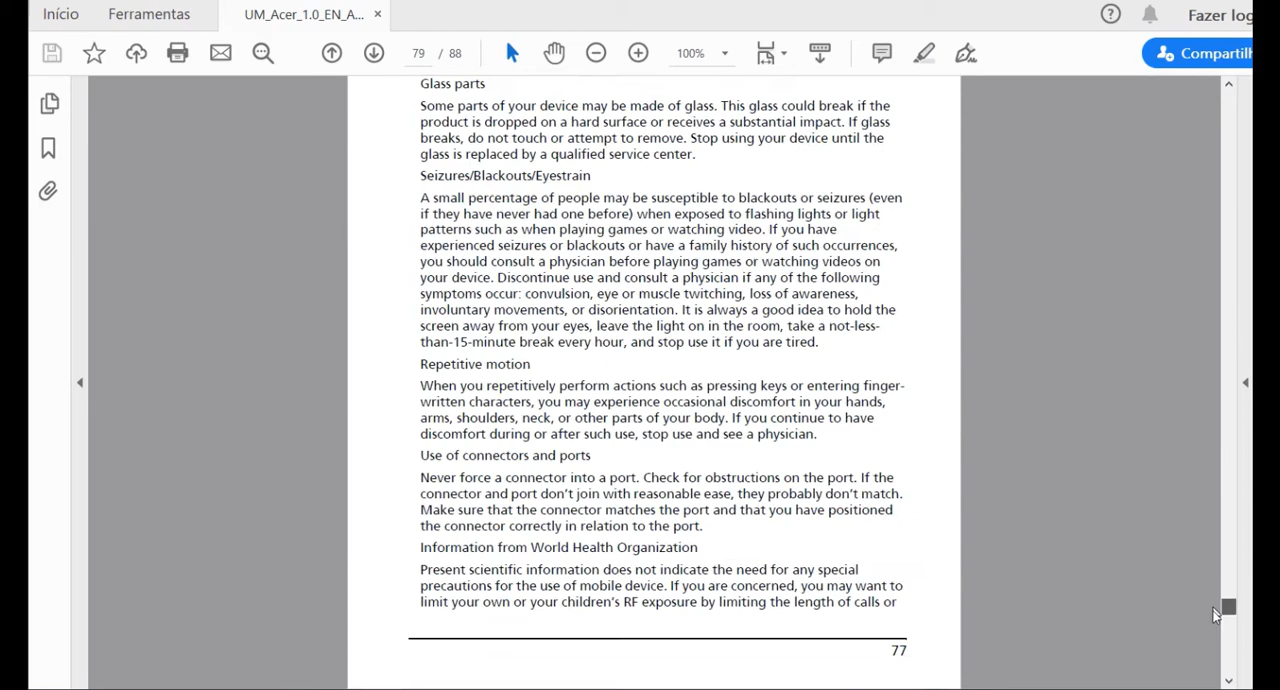 Início
Ferramentas
UM_Acer_1.0_EN_A... ×
Fazer log
79 / 88
100%
Compartilh
Glass parts
Some parts of your device may be made of glass. This glass could break if the
product is dropped on a hard surface or receives a substantial impact. If glass
breaks, do not touch or attempt to remove. Stop using your device until the
glass is replaced by a qualified service center.
Seizures/Blackouts/Eyestrain
A small percentage of people may be susceptible to blackouts or seizures (even
if they have never had one before) when exposed to flashing lights or light
patterns such as when playing games or watching video. If you have
experienced seizures or blackouts or have a family history of such occurrences,
you should consult a physician before playing games or watching videos on
your device. Discontinue use and consult a physician if any of the following
symptoms occur: convulsion, eye or muscle twitching, loss of awareness,
involuntary movements, or disorientation. It is always a good idea to hold the
screen away from your eyes, leave the light on in the room, take a not-less-
than-15-minute break every hour, and stop use it if you are tired.
Repetitive motion
When you repetitively perform actions such as pressing keys or entering finger-
written characters, you may experience occasional discomfort in your hands,
arms, shoulders, neck, or other parts of your body. If you continue to have
discomfort during or after such use, stop use and see a physician.
Use of connectors and ports
Never force a connector into a port. Check for obstructions on the port. If the
connector and port don’t join with reasonable ease, they probably don’t match.
Make sure that the connector matches the port and that you have positioned
the connector correctly in relation to the port.
Information from World Health Organization
Present scientific information does not indicate the need for any special
precautions for the use of mobile device. If you are concerned, you may want to
limit your own or your children’s RF exposure by limiting the length of calls or
77